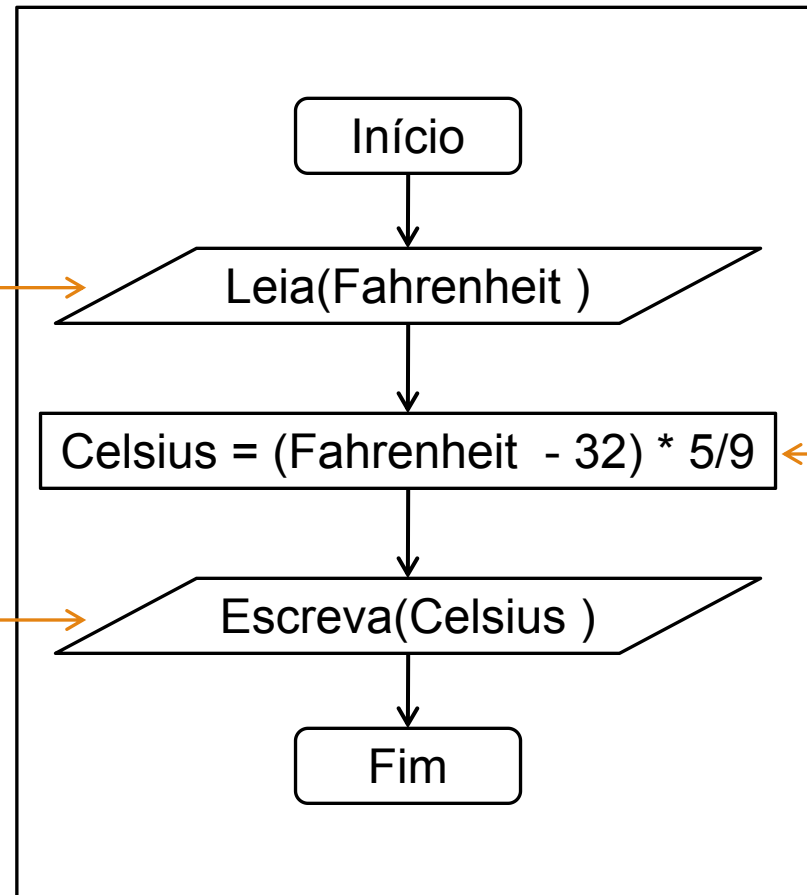 Início
Leia(Fahrenheit )
Celsius = (Fahrenheit  - 32) * 5/9
Escreva(Celsius )
Fim